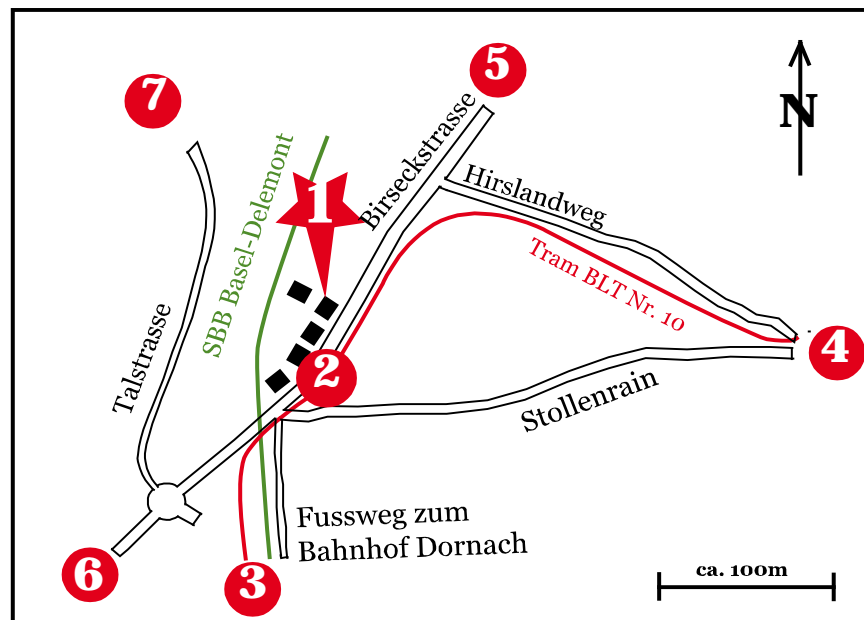 5
7
N
1
Birseckstrasse
Hirslandweg
SBB Basel-Delemont
Tram BLT Nr. 10
4
Talstrasse
2
Stollenrain
Fussweg zum
Bahnhof Dornach
6
3
ca. 100m